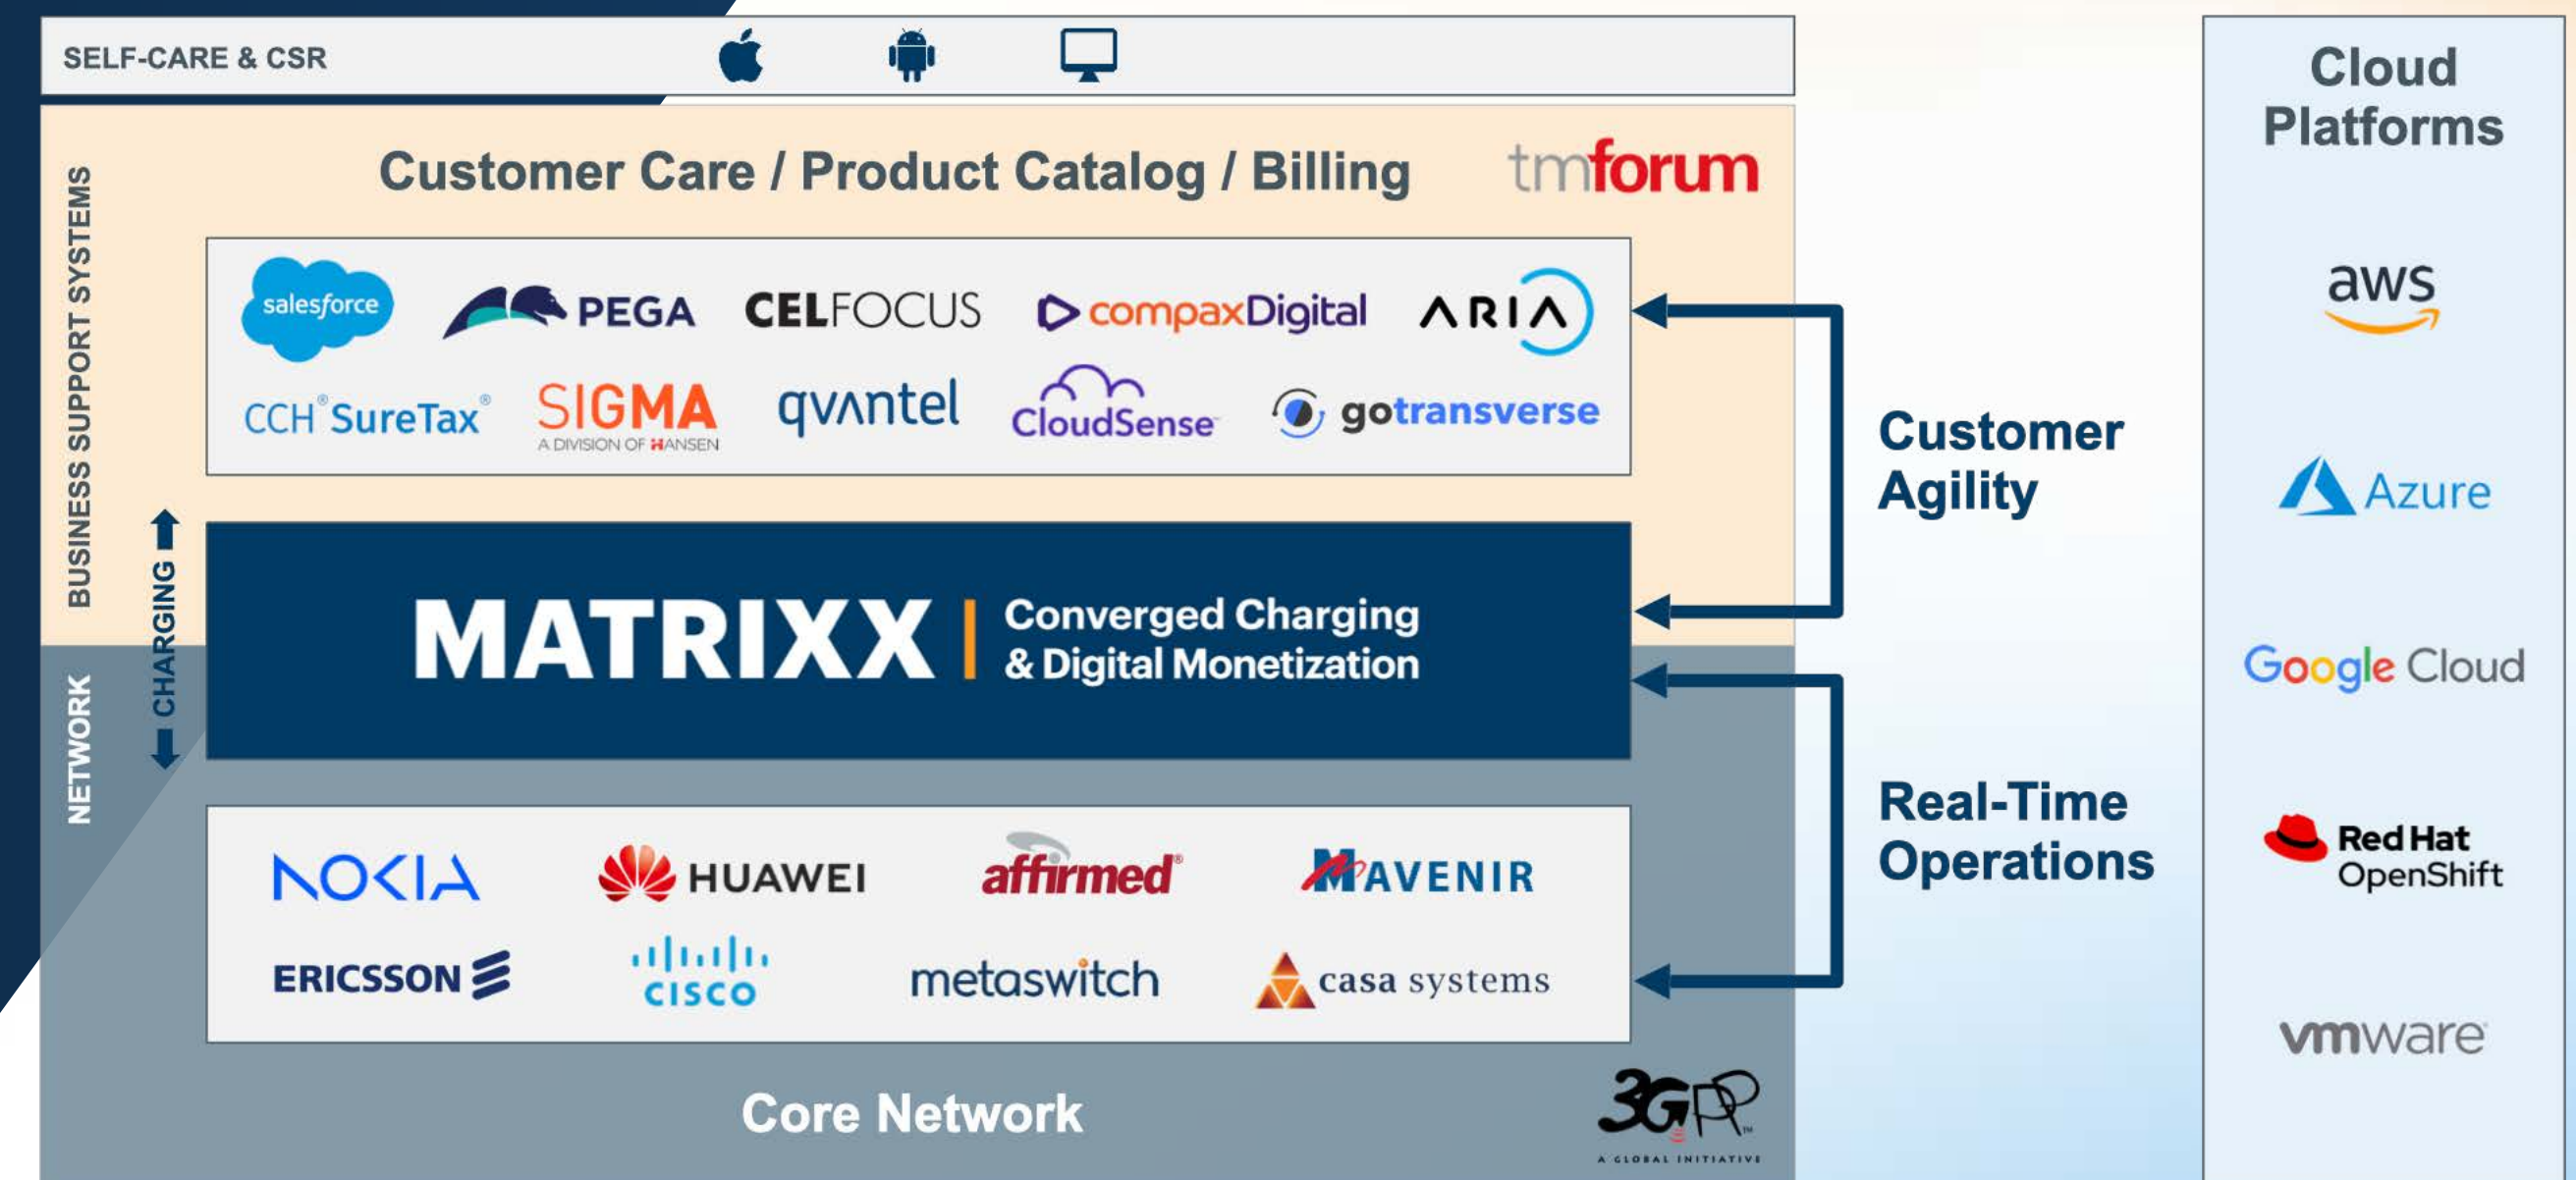 SELF-CARE & CSR
BUSINESS SUPPORT SYSTEMS
Customer Care / Product Catalog / Billing
tmforum
salesforce
PEGA
CELFOCUS
compaxDigital
ARIA
CCH® SureTax®
SIGMA
A DIVISION OF HANSEN
qvantel
CloudSense
gotransverse
CHARGING
MATRIXX
Converged Charging
& Digital Monetization
NETWORK
NOKIA
HUAWEI
affirmed®
MAVENIR
ERICSSON
CISCO
metaswitch
casa systems
Core Network
3GPP™
A GLOBAL INITIATIVE
Customer
Agility
Real-Time
Operations
Cloud
Platforms
aws
Azure
Google Cloud
Red Hat
OpenShift
vmware